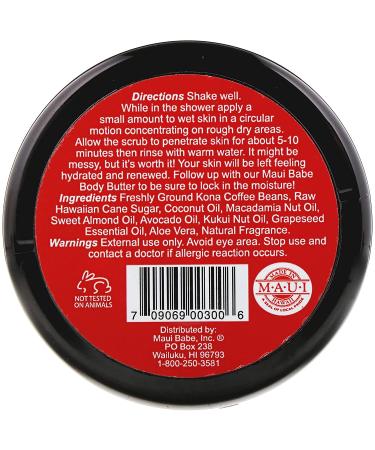 Directions Shake well.
While in the shower apply a
small amount to wet skin in a circular
motion concentrating on rough dry areas.
Allow the scrub to penetrate skin for about 5-10
minutes then rinse with warm water. It might be
messy, but it's worth it! Your skin will be left feeling
hydrated and renewed. Follow up with our Maui Babe
Body Butter to be sure to lock in the moisture!
Ingredients Freshly Ground Kona Coffee Beans, Raw
Hawaiian Cane Sugar, Coconut Oil, Macadamia Nut Oil,
Sweet Almond Oil, Avocado Oil, Kukui Nut Oil, Grapeseed
Essential Oil, Aloe Vera, Natural Fragrance.
Warnings External use only. Avoid eye area. Stop use and
contact a doctor if allergic reaction occurs.
NOT TESTED
ON ANIMALS
7 09069 00300 6
MADE IN
MAUI
HAWAII
Distributed by:
Maui Babe, Inc. ®
PO Box 238
Wailuku, HI 96793
1-800-250-3581